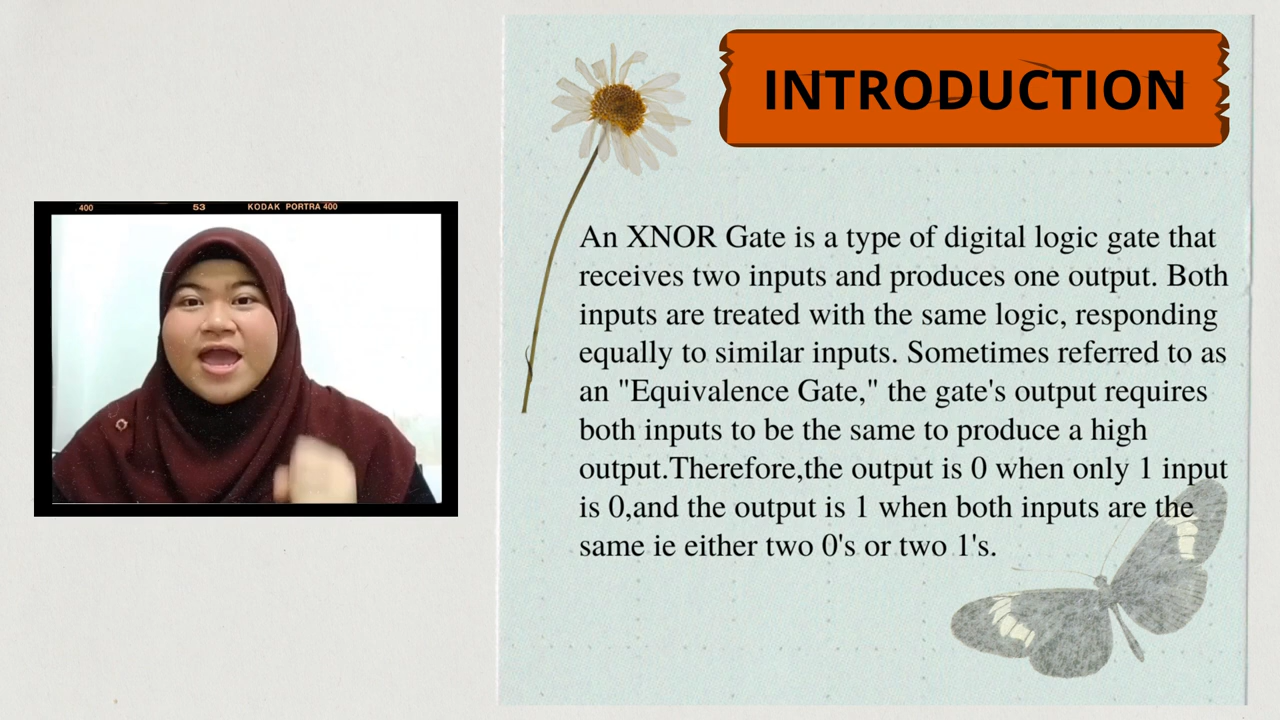 400 53 KODAK PORTRA 400
INTRODUCTION
An XNOR Gate is a type of digital logic gate that
receives two inputs and produces one output. Both
inputs are treated with the same logic, responding
equally to similar inputs. Sometimes referred to as
an "Equivalence Gate," the gate's output requires
both inputs to be the same to produce a high
output.Therefore,the output is 0 when only 1 input
is 0,and the output is 1 when both inputs are the
same ie either two 0's or two 1's.